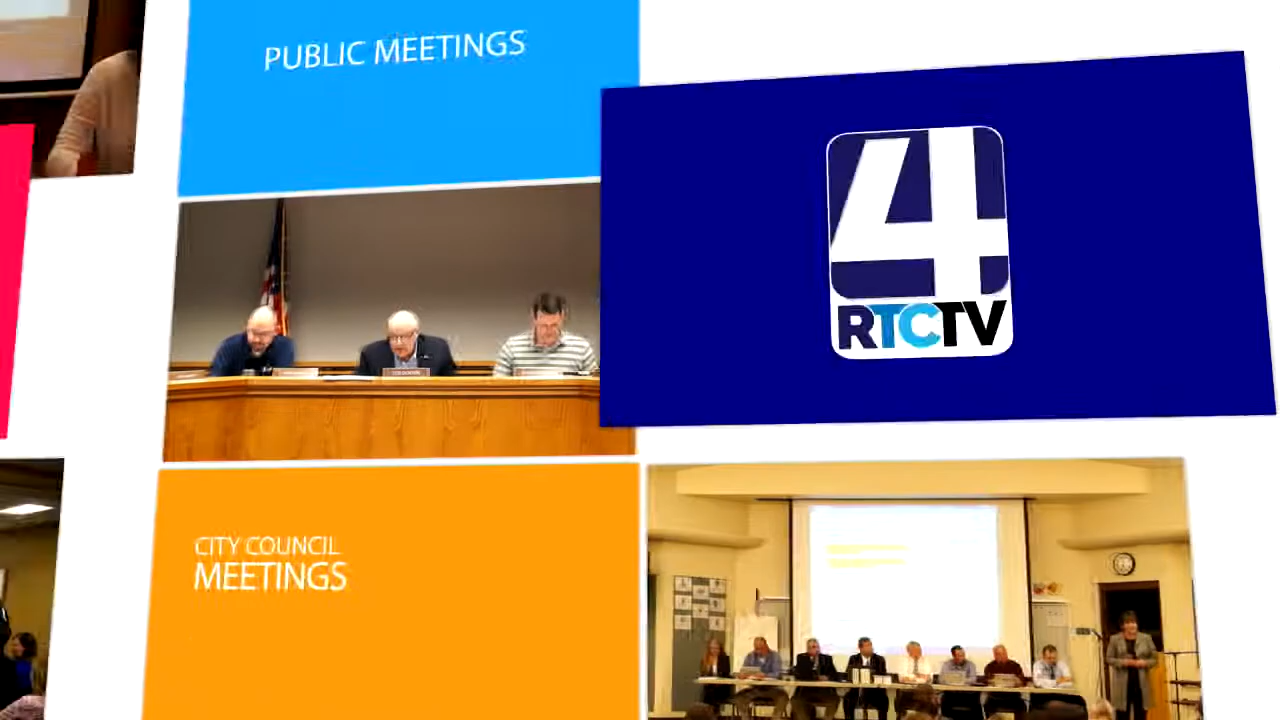 PUBLIC MEETINGS
4
RTCTV
CITY COUNCIL
MEETINGS